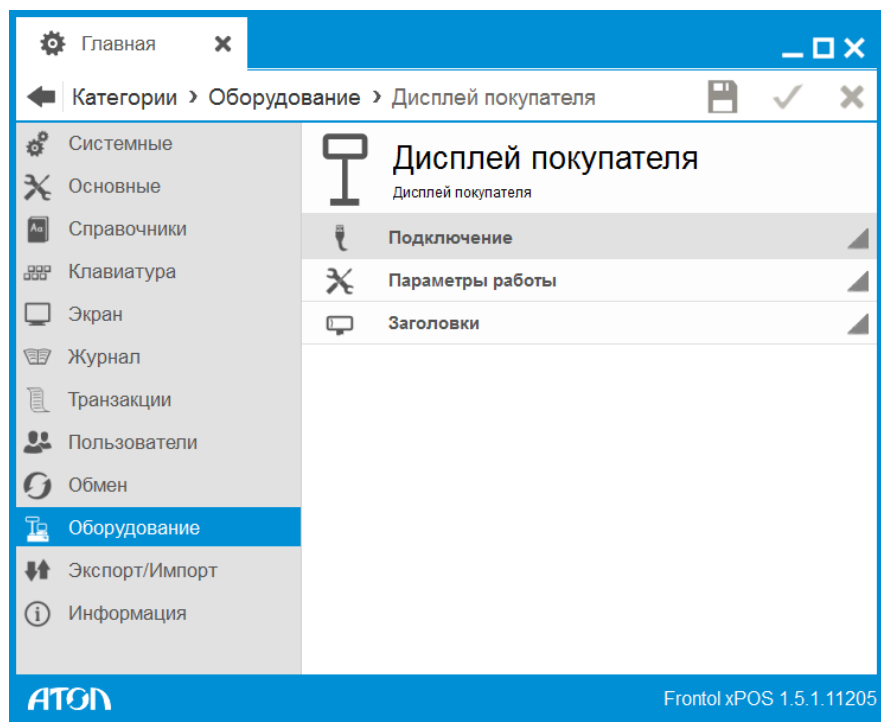 Главная
Категории › Оборудование › Дисплей покупателя
Системные
Основные
Справочники
Клавиатура
Экран
Журнал
Транзакции
Пользователи
Обмен
Оборудование
Экспорт/Импорт
Информация
Дисплей покупателя
Дисплей покупателя
Подключение
Параметры работы
Заголовки
ATOL
Frontol xPOS 1.5.1.11205